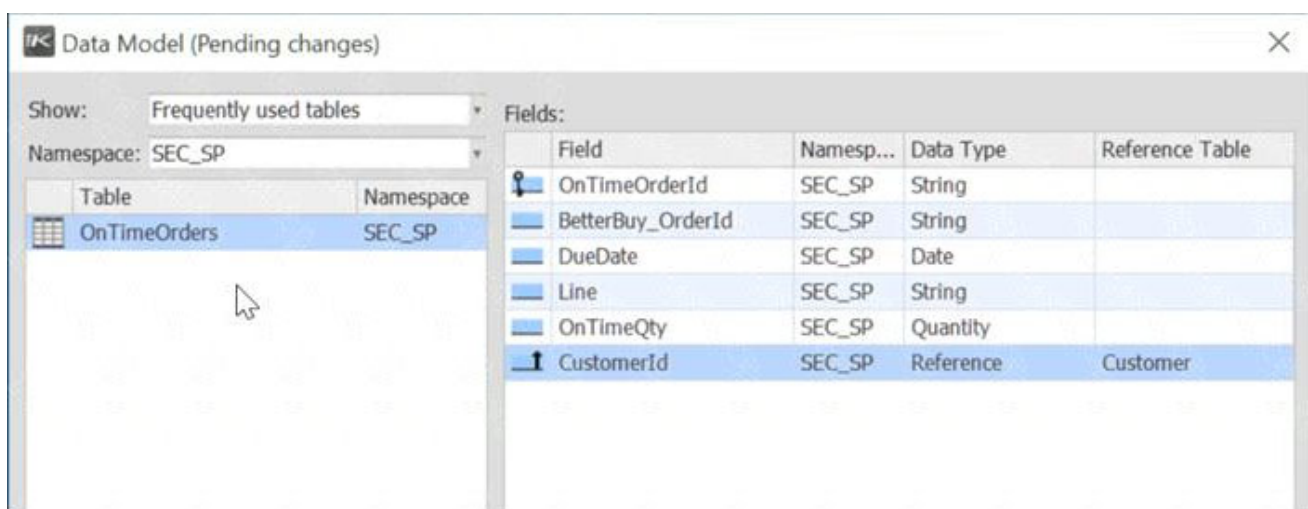 Data Model (Pending changes)
Show: Frequently used tables
Namespace: SEC_SP
Table Namespace
OnTimeOrders SEC_SP
Fields:
Field Namesp... Data Type Reference Table
OnTimeOrderId SEC_SP String
BetterBuy_OrderId SEC_SP String
DueDate SEC_SP Date
Line SEC_SP String
OnTimeQty SEC_SP Quantity
CustomerId SEC_SP Reference Customer